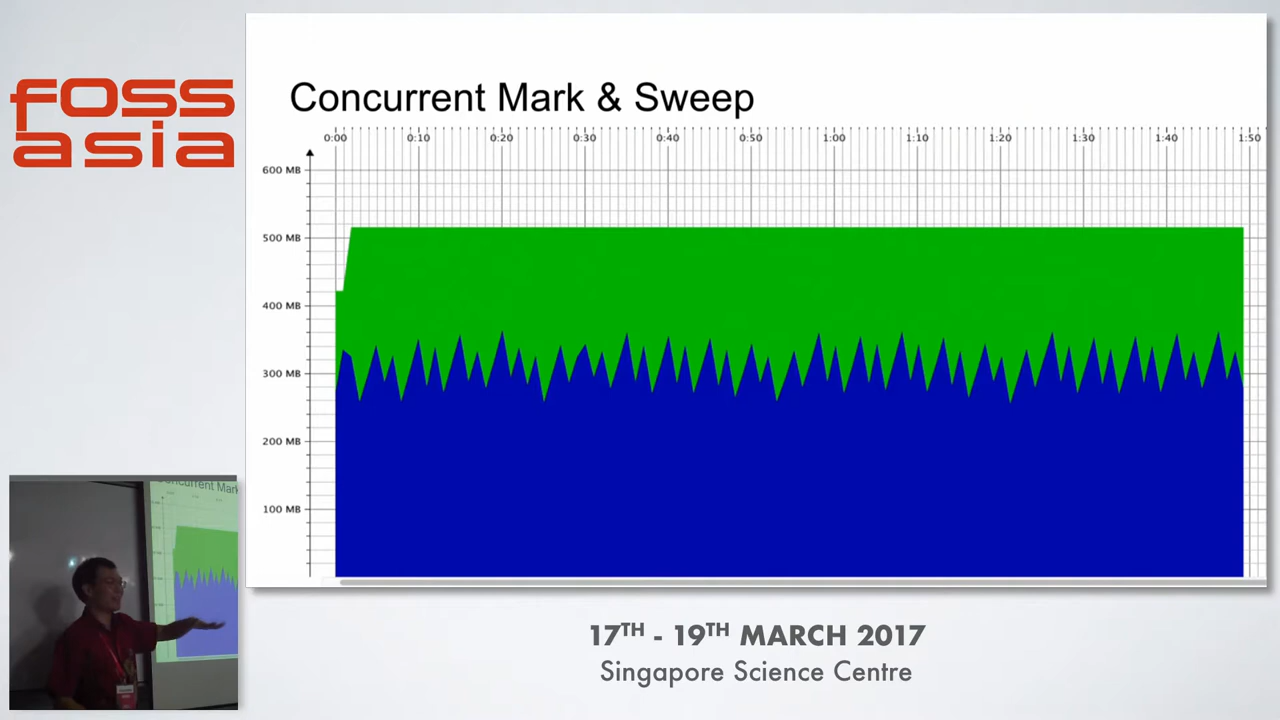 foss
asia
Concurrent Mark & Sweep
0:00 0:10 0:20 0:30 0:40 0:50 1:00 1:10 1:20 1:30 1:40 1:50
600 MB
500 MB
400 MB
300 MB
200 MB
100 MB
Concurrent Mark
17TH - 19TH MARCH 2017
Singapore Science Centre